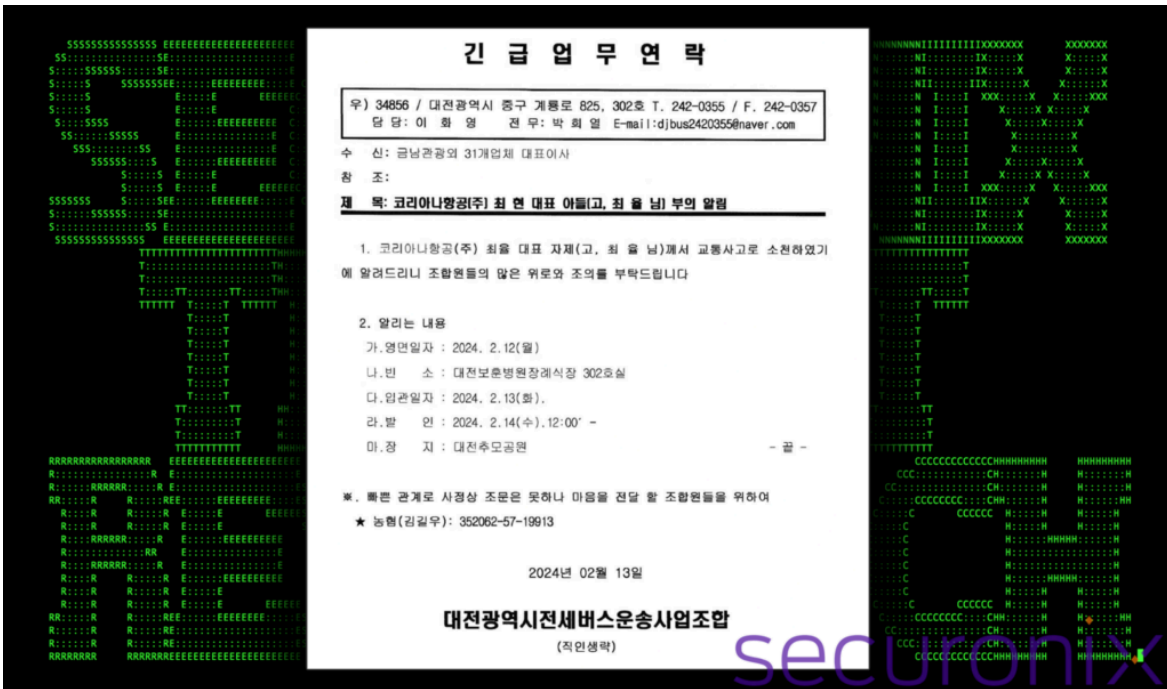 긴 급 업 무 연 락
우) 34856 / 대전광역시 중구 계룡로 825, 302호 T. 242-0355 / F. 242-0357
담 당: 이 화 영 전 무: 박 희 열 E-mail:djbus2420355@naver.com
수 신: 금남관광외 31개업체 대표이사
참 조:
제 목: 코리아나항공(주) 최 현 대표 아들(고, 최 율 님) 부의 알림
1. 코리아나항공(주) 최율 대표 자제(고, 최 율 님)께서 교통사고로 소천하였기
에 알려드리니 조합원들의 많은 위로와 조의를 부탁드립니다
2. 알리는 내용
가.영면일자 : 2024. 2.12(월)
나.빈 소 : 대전보훈병원장례식장 302호실
다.입관일자 : 2024. 2.13(화).
라.발 인 : 2024. 2.14(수).12:00' -
마.장 지 : 대전추모공원 - 끝 -
※. 빠쁜 관계로 사정상 조문은 못하나 마음을 전달 할 조합원들을 위하여
★ 농협(김길우): 352062-57-19913
2024년 02월 13일
대전광역시전세버스운송사업조합
(직인생략)
securonix